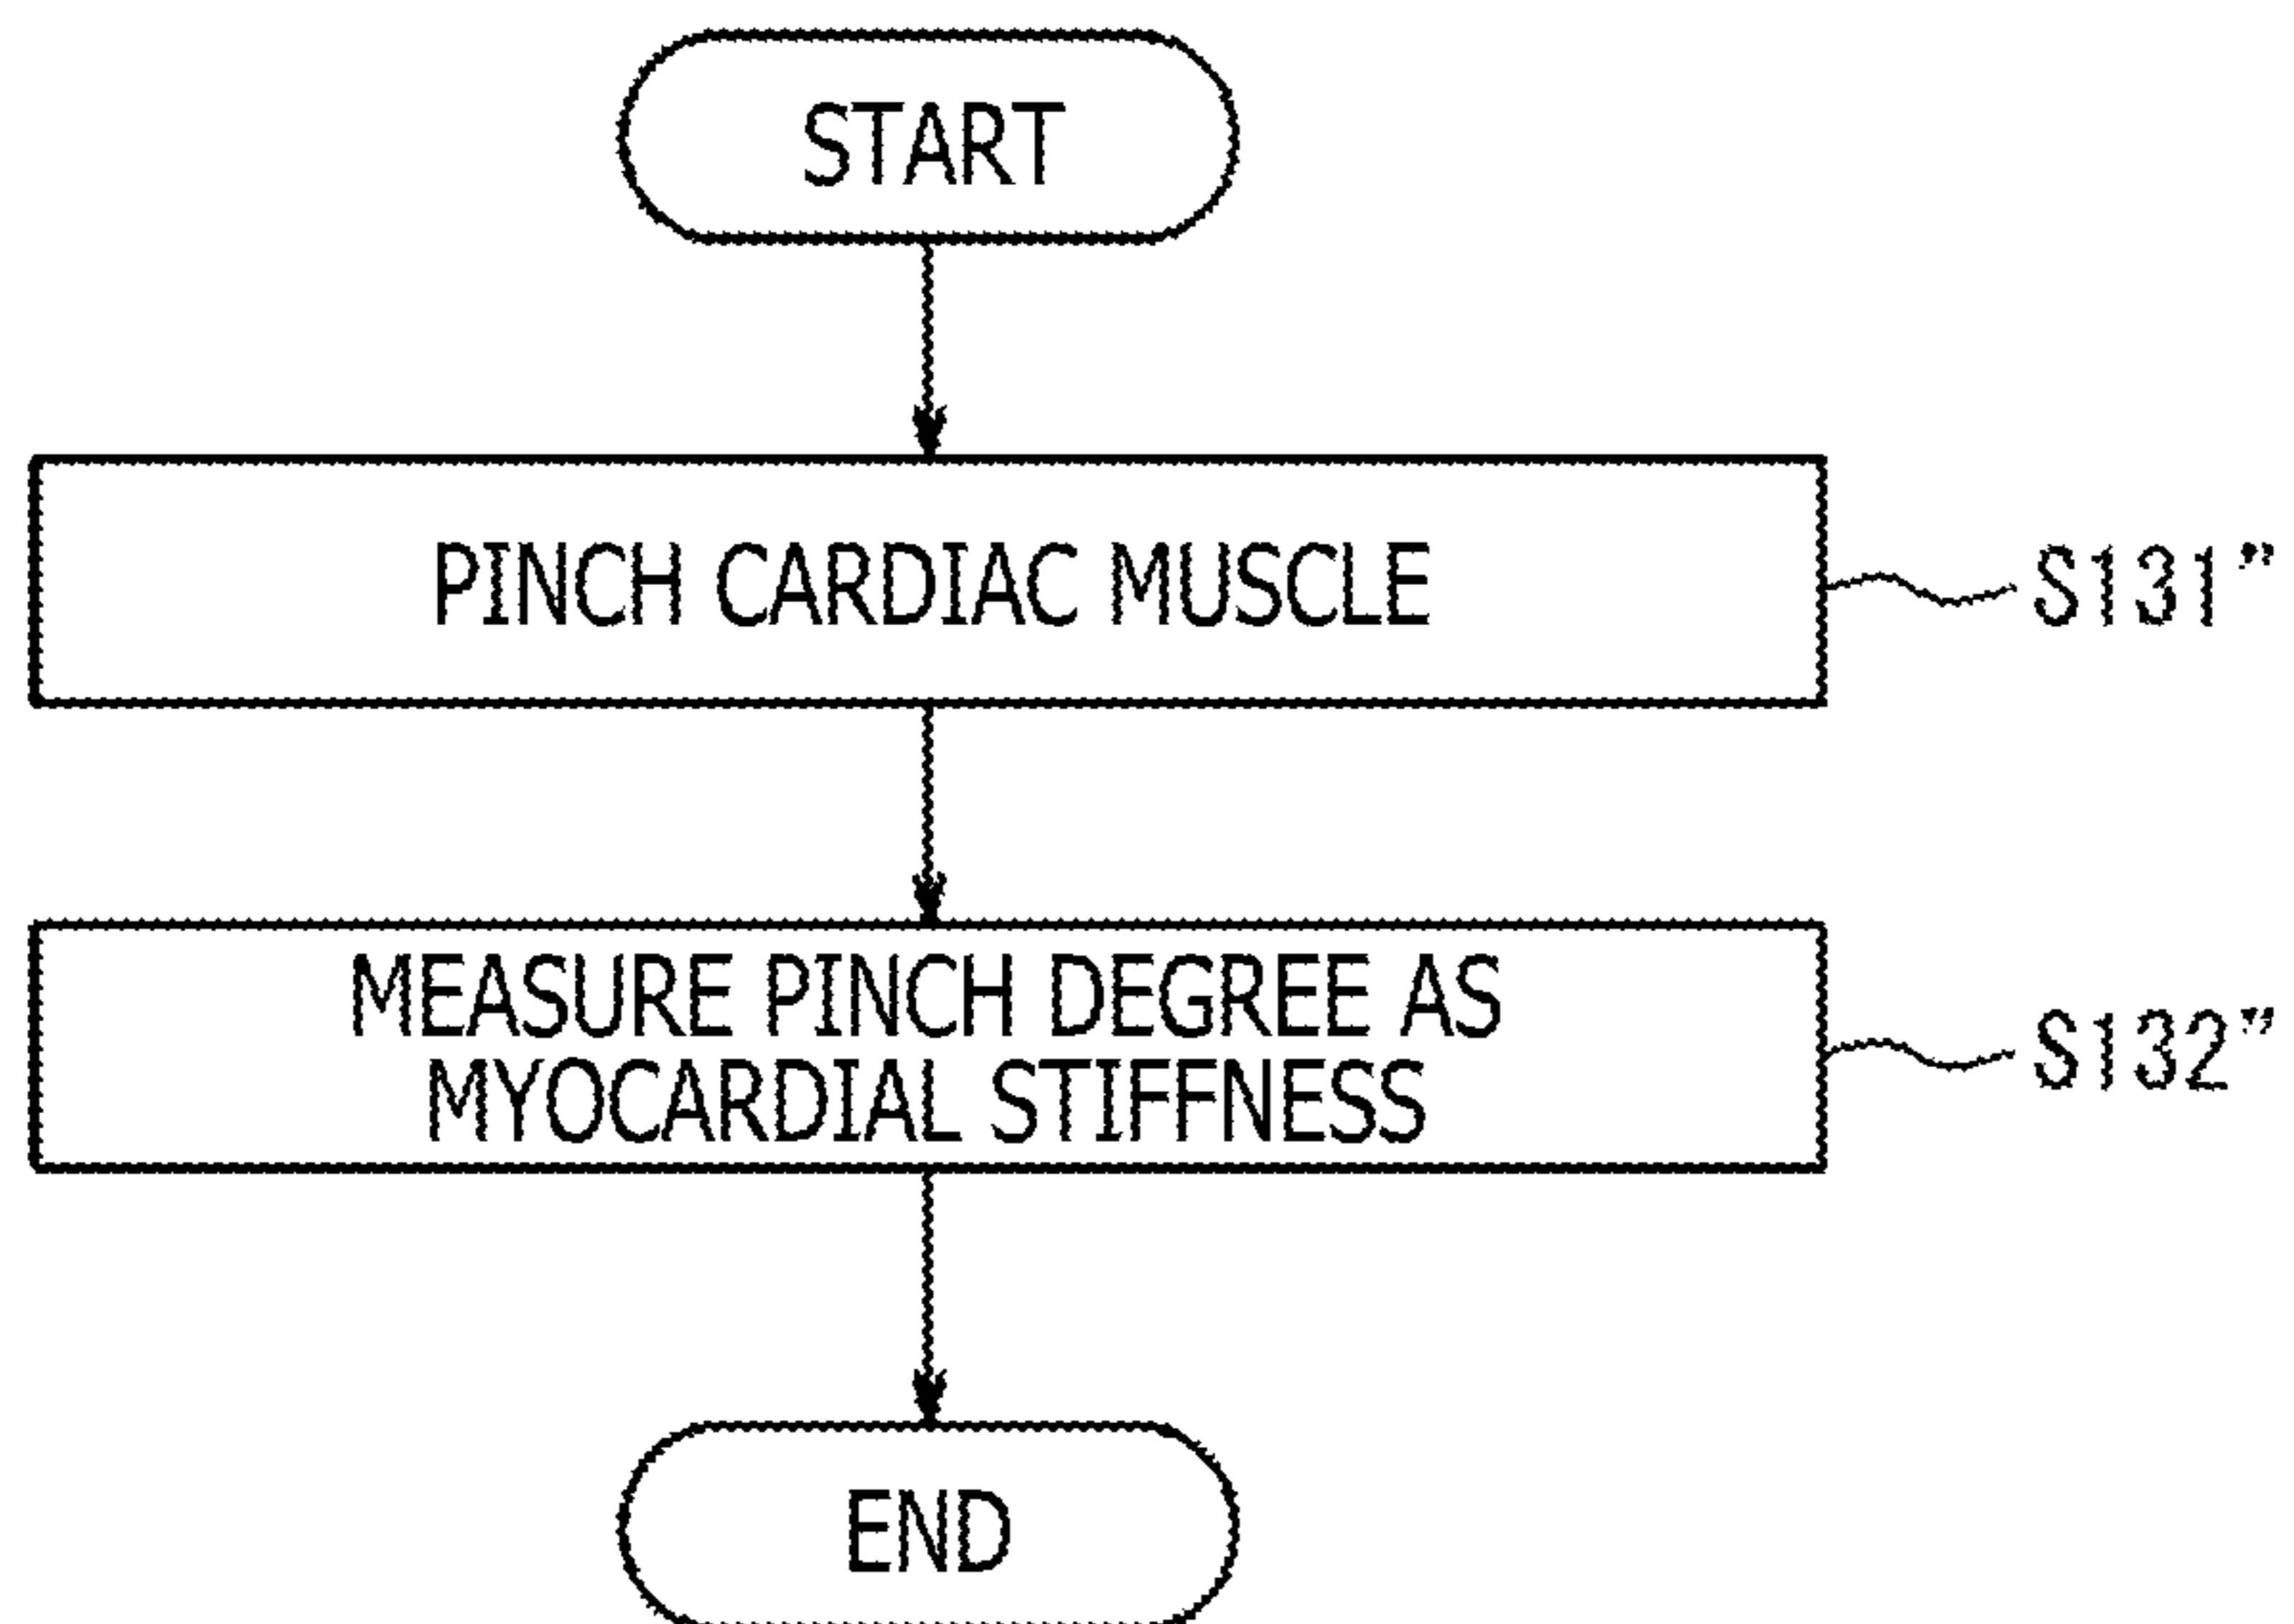 START
PINCH CARDIAC MUSCLE
S131”
MEASURE PINCH DEGREE AS
MYOCARDIAL STIFFNESS
S132”
END